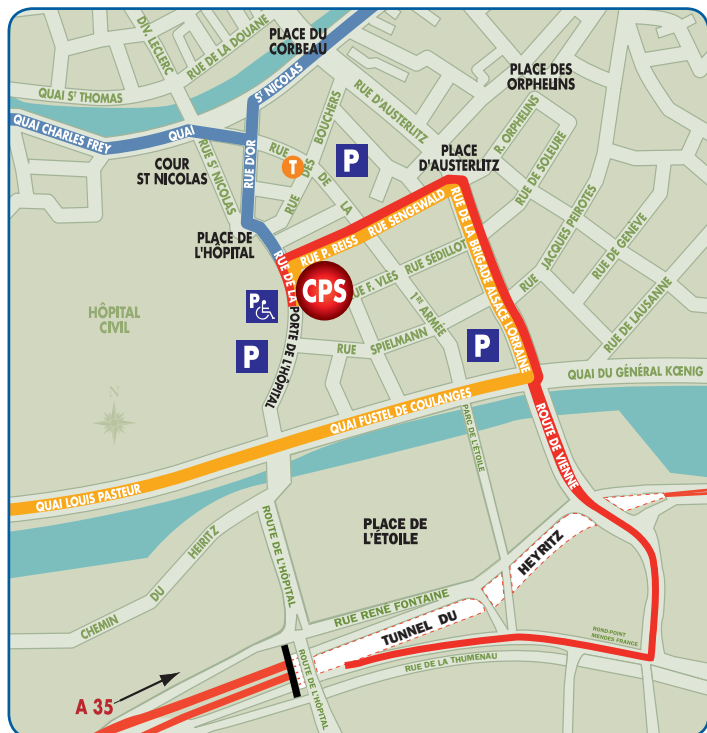 DIV. LECLERC
RUE DE LA DOUANE
PLACE DU
CORBEAU
QUAI ST THOMAS
ST NICOLAS
PLACE DES
ORPHELINS
QUAI CHARLES FREY
QUAI
RUE D'OR
RUE ST NICOLAS
COUR
ST NICOLAS
RUE DES BOUCHERS
RUE D'AUSTERLITZ
R. ORPHELINS
RUE DE SOLEURE
PLACE
D'AUSTERLITZ
T
P
RUE DE LA
1RE ARMÉE
PLACE DE
L'HÔPITAL
RUE P. REISS
RUE SENGEWALD
RUE DE LA BRIGADE ALSACE LORRAINE
RUE JACQUES PEIROTES
RUE DE GENÈVE
RUE DE LAUSANNE
RUE SEDILLOT
RUE F. VLÈS
CPS
RUE DE LA PORTE DE L'HÔPITAL
P
P
P
HÔPITAL
CIVIL
RUE SPIELMANN
N
QUAI DU GÉNÉRAL KŒNIG
QUAI FUSTEL DE COULANGES
QUAI LOUIS PASTEUR
PARC DE L'ÉTOILE
ROUTE DE VIENNE
PLACE DE
L'ÉTOILE
CHEMIN DU HEIRITZ
ROUTE DE L'HÔPITAL
RUE RENÉ FONTAINE
TUNNEL DU HEYRITZ
NORD-POINT
MENDES FRANCE
RUE DE LA THUMENAU
ROUTE DE L'HÔPITAL
A 35